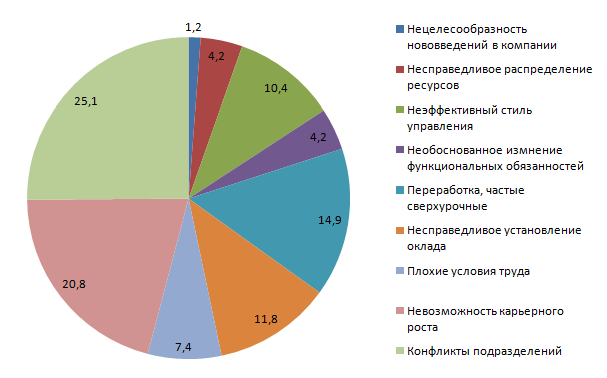 1,2
4,2
10,4
4,2
14,9
11,8
7,4
20,8
25,1
Нецелесообразность
нововведений в компании
Несправедливое распределение
ресурсов
Неэффективный стиль
управления
Необоснованное измнение
функциональных обязанностей
Переработка, частые
сверхурочные
Несправедливое установление
оклада
Плохие условия труда
Невозможность карьерного
роста
Конфликты подразделений